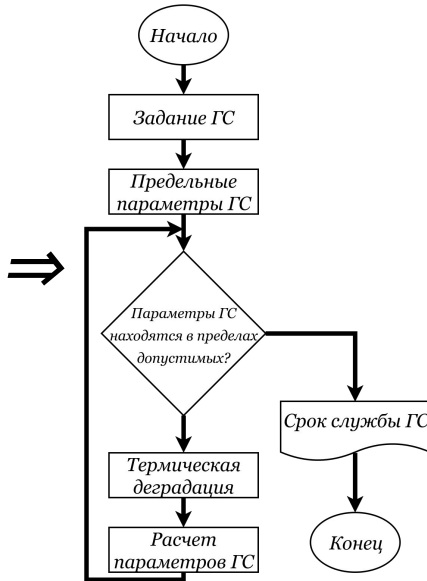 Начало
Задание ГС
Предельные
параметры ГС
Параметры ГС
находятся в пределах
допустимых?
Срок службы ГС
Термическая
деградация
Расчет
параметров ГС
Конец